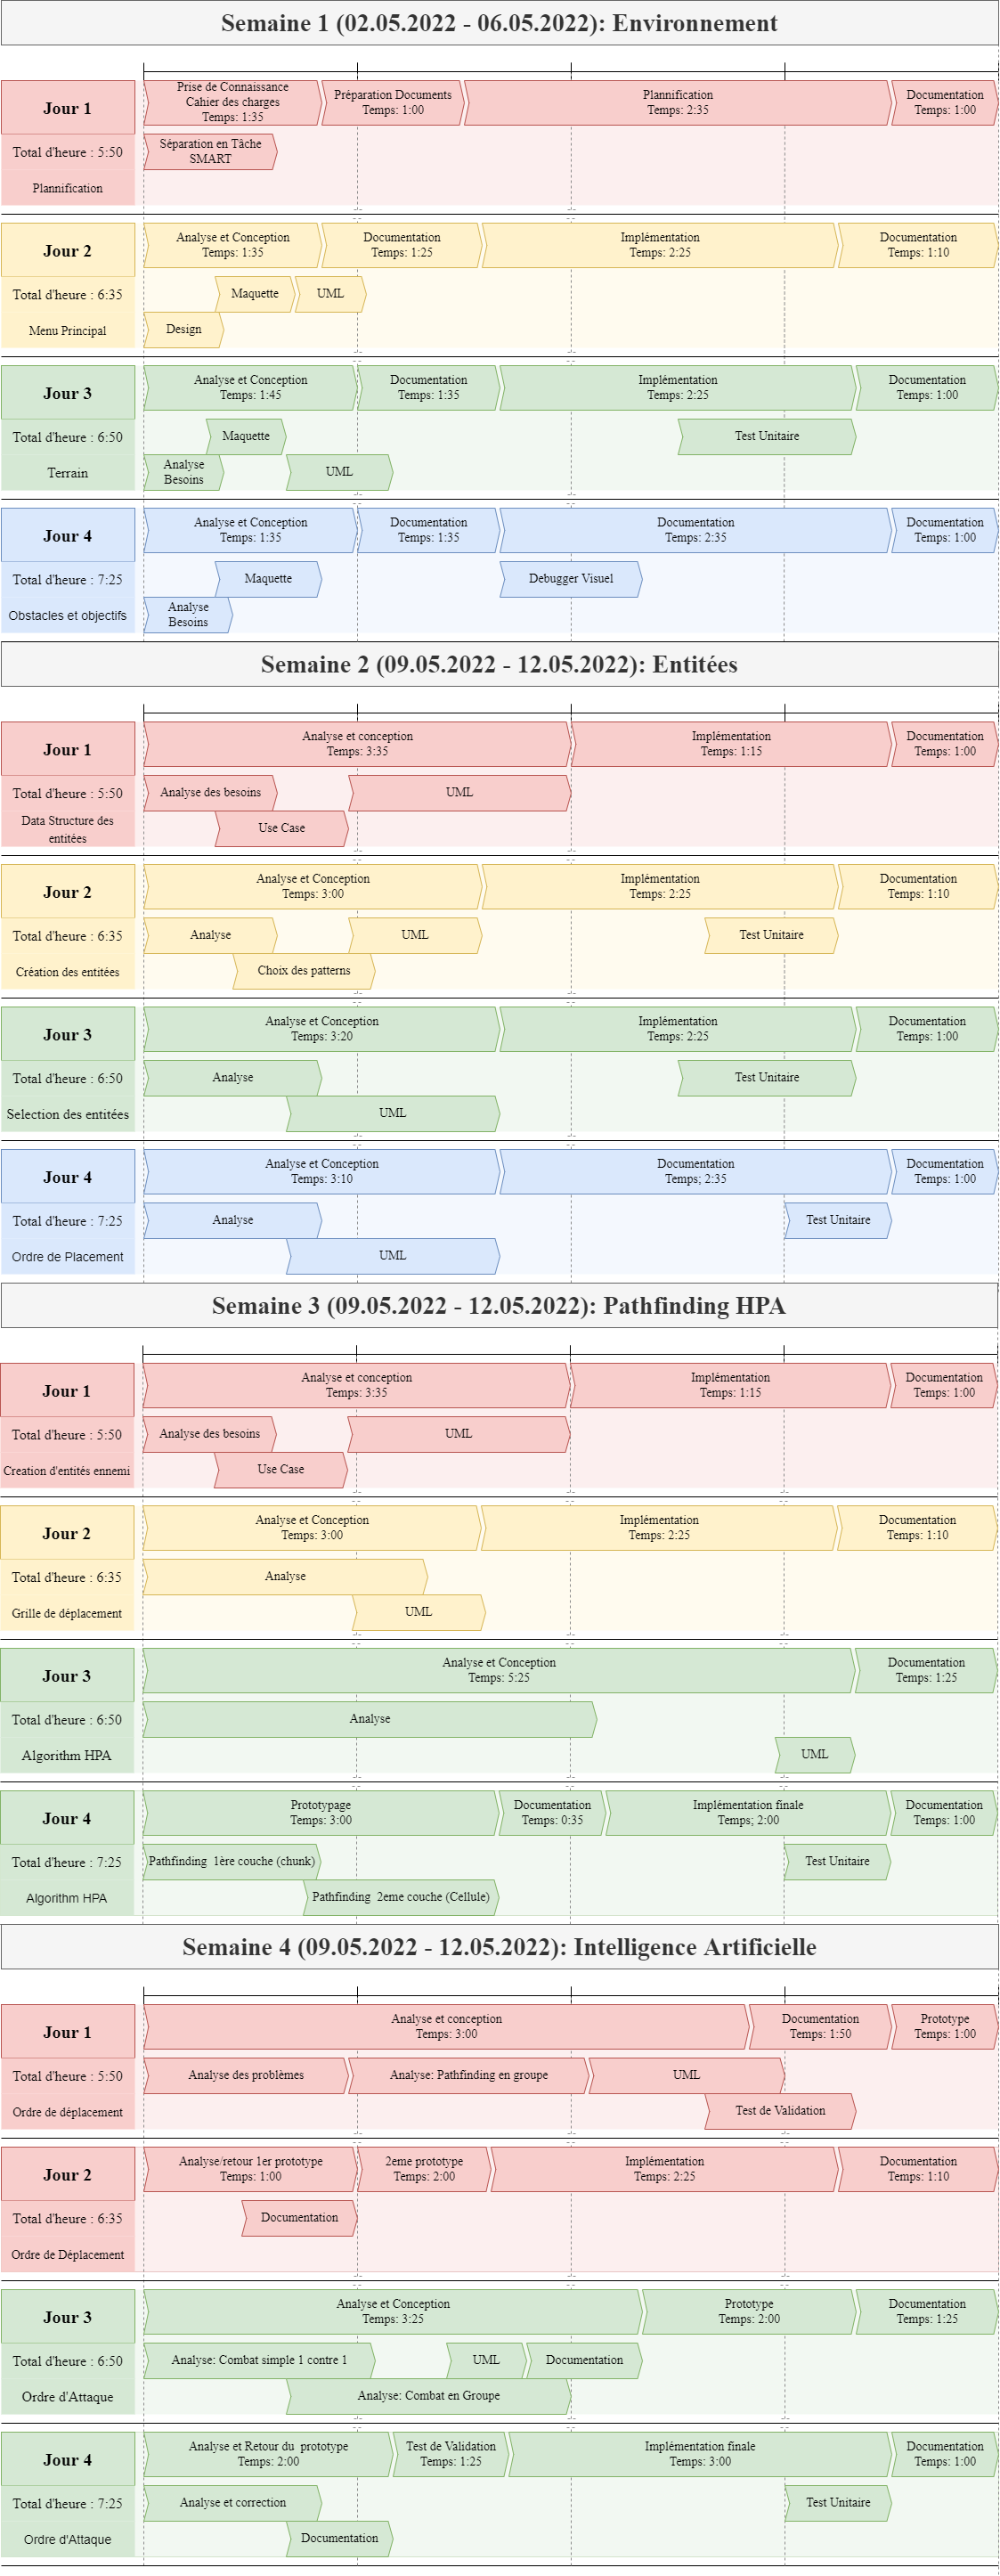 Semaine 1 (02.05.2022 - 06.05.2022): Environnement
Jour 1
Total d'heure : 5:50
Plannification
Prise de Connaissance
Cahier des charges
Temps: 1:35
Préparation Documents
Temps: 1:00
Plannification
Temps: 2:35
Documentation
Temps: 1:00
Séparation en Tâche
SMART
Jour 2
Total d'heure : 6:35
Menu Principal
Analyse et Conception
Temps: 1:35
Documentation
Temps: 1:25
Implémentation
Temps: 2:25
Documentation
Temps: 1:10
Maquette
UML
Design
Jour 3
Total d'heure : 6:50
Terrain
Analyse et Conception
Temps: 1:45
Documentation
Temps: 1:35
Implémentation
Temps: 2:25
Documentation
Temps: 1:00
Maquette
Test Unitaire
Analyse
Besoins
UML
Jour 4
Total d'heure : 7:25
Obstacles et objectifs
Analyse et Conception
Temps: 1:35
Documentation
Temps: 1:35
Documentation
Temps: 2:35
Documentation
Temps: 1:00
Maquette
Debugger Visuel
Analyse
Besoins
Semaine 2 (09.05.2022 - 12.05.2022): Entitées
Jour 1
Total d'heure : 5:50
Data Structure des
entitées
Analyse et conception
Temps: 3:35
Implémentation
Temps: 1:15
Documentation
Temps: 1:00
Analyse des besoins
UML
Use Case
Jour 2
Total d'heure : 6:35
Création des entitées
Analyse et Conception
Temps: 3:00
Implémentation
Temps: 2:25
Documentation
Temps: 1:10
Analyse
UML
Test Unitaire
Choix des patterns
Jour 3
Total d'heure : 6:50
Selection des entitées
Analyse et Conception
Temps: 3:20
Implémentation
Temps: 2:25
Documentation
Temps: 1:00
Analyse
Test Unitaire
UML
Jour 4
Total d'heure : 7:25
Ordre de Placement
Analyse et Conception
Temps: 3:10
Documentation
Temps; 2:35
Documentation
Temps: 1:00
Analyse
Test Unitaire
UML
Semaine 3 (09.05.2022 - 12.05.2022): Pathfinding HPA
Jour 1
Total d'heure : 5:50
Creation d'entités ennemi
Analyse et conception
Temps: 3:35
Implémentation
Temps: 1:15
Documentation
Temps: 1:00
Analyse des besoins
UML
Use Case
Jour 2
Total d'heure : 6:35
Grille de déplacement
Analyse et Conception
Temps: 3:00
Implémentation
Temps: 2:25
Documentation
Temps: 1:10
Analyse
UML
Jour 3
Total d'heure : 6:50
Algorithm HPA
Analyse et Conception
Temps: 5:25
Documentation
Temps: 1:25
Analyse
UML
Jour 4
Total d'heure : 7:25
Algorithm HPA
Prototypage
Temps: 3:00
Documentation
Temps: 0:35
Implémentation finale
Temps; 2:00
Documentation
Temps: 1:00
Pathfinding 1ère couche (chunk)
Test Unitaire
Pathfinding 2eme couche (Cellule)
Semaine 4 (09.05.2022 - 12.05.2022): Intelligence Artificielle
Jour 1
Total d'heure : 5:50
Ordre de déplacement
Analyse et conception
Temps: 3:00
Documentation
Temps: 1:50
Prototype
Temps: 1:00
Analyse des problèmes
Analyse: Pathfinding en groupe
UML
Test de Validation
Jour 2
Total d'heure : 6:35
Ordre de Déplacement
Analyse/retour 1er prototype
Temps: 1:00
2eme prototype
Temps: 2:00
Implémentation
Temps: 2:25
Documentation
Temps: 1:10
Documentation
Jour 3
Total d'heure : 6:50
Ordre d'Attaque
Analyse et Conception
Temps: 3:25
Prototype
Temps: 2:00
Documentation
Temps: 1:25
Analyse: Combat simple 1 contre 1
UML
Documentation
Analyse: Combat en Groupe
Jour 4
Total d'heure : 7:25
Ordre d'Attaque
Analyse et Retour du prototype
Temps: 2:00
Test de Validation
Temps: 1:25
Implémentation finale
Temps: 3:00
Documentation
Temps: 1:00
Analyse et correction
Test Unitaire
Documentation